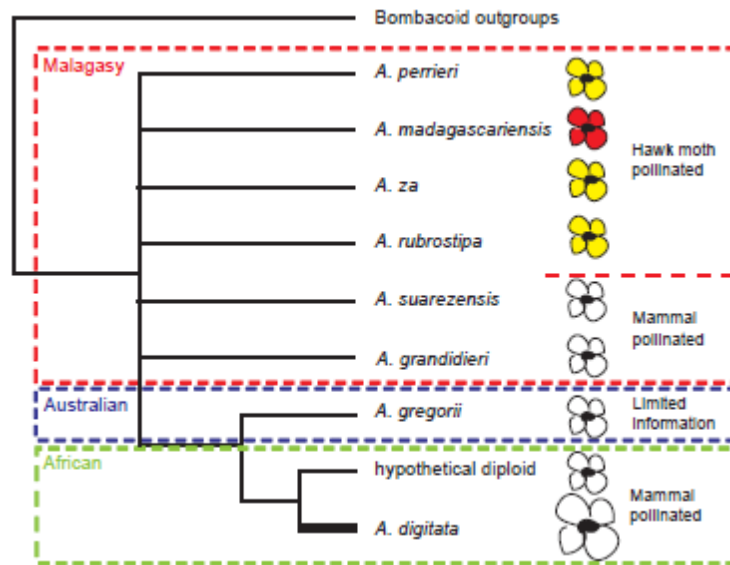 Bombacoid outgroups
Malagasy
A. perrieri
A. madagascariensis
Hawk moth
pollinated
A. za
A. rubrostipa
A. suarezensis
Mammal
pollinated
A. grandidieri
Australian
A. gregorii
Limited
Information
African
hypothetical diploid
Mammal
pollinated
A. digitata